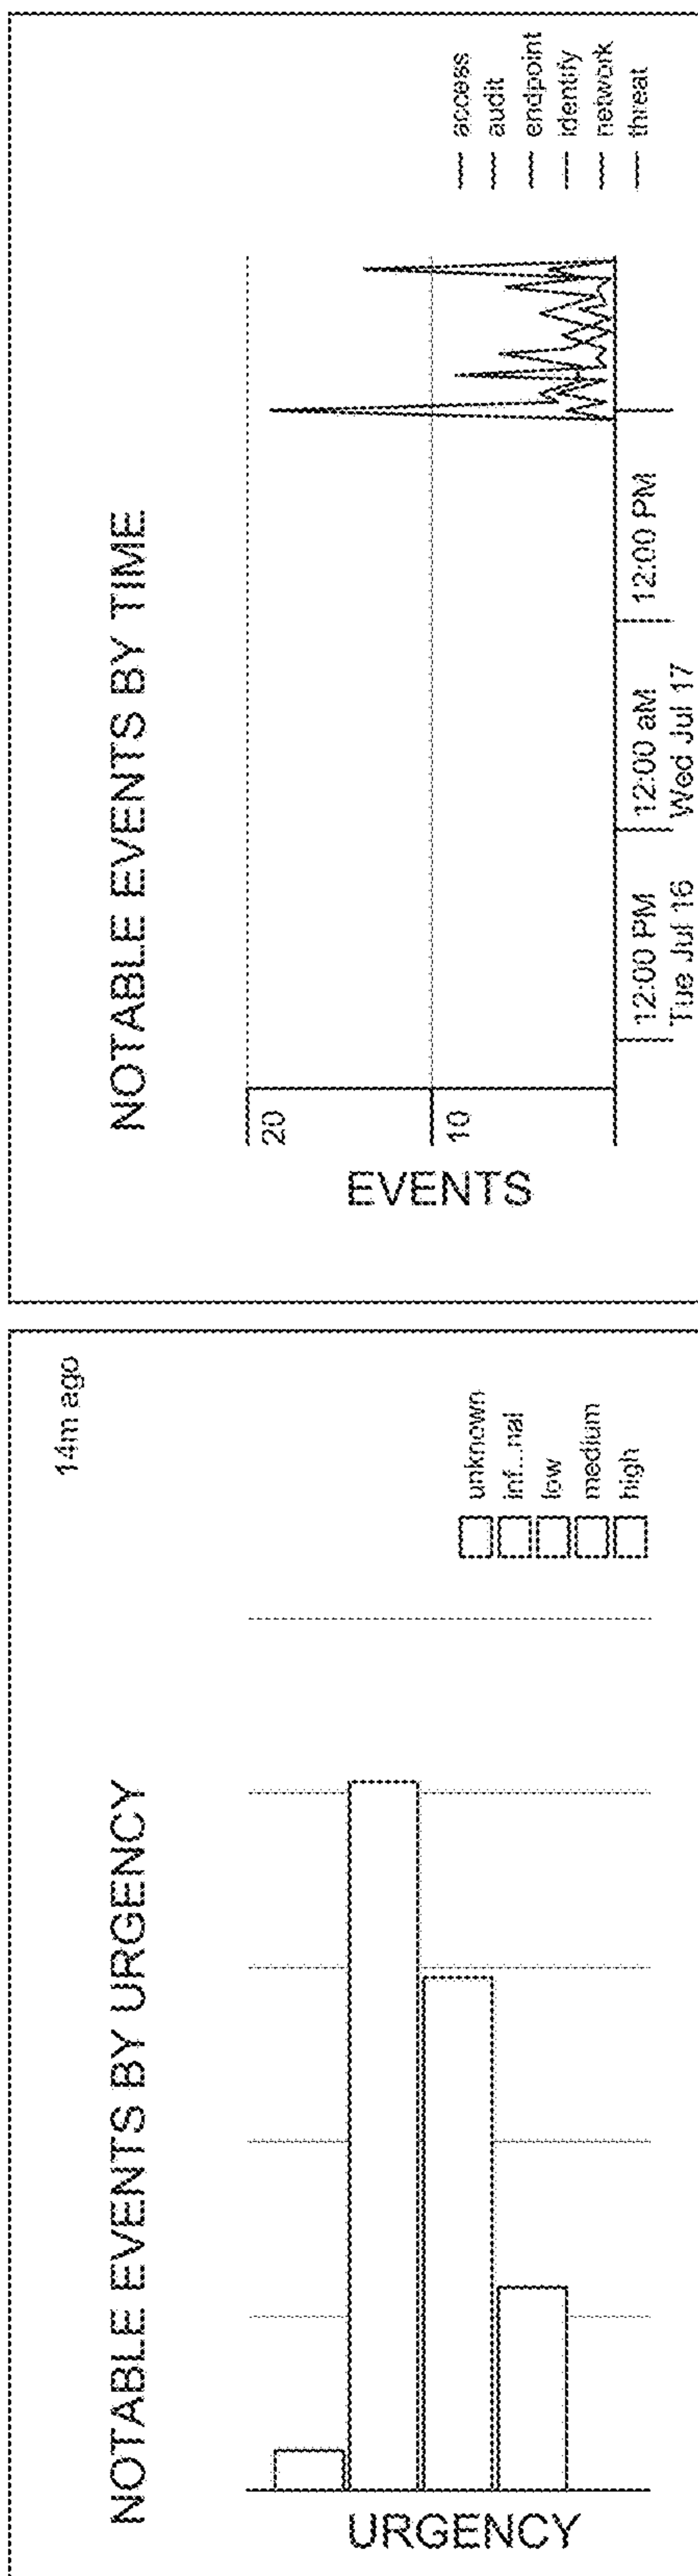 NOTABLE EVENTS BY URGENCY
14m ago
URGENCY
unknown
inf...nal
low
medium
high
NOTABLE EVENTS BY TIME
EVENTS
20
10
12:00 PM
Tue Jul 16
12:00 aM
Wed Jul 17
12:00 PM
access
audit
endpoint
identify
network
threat